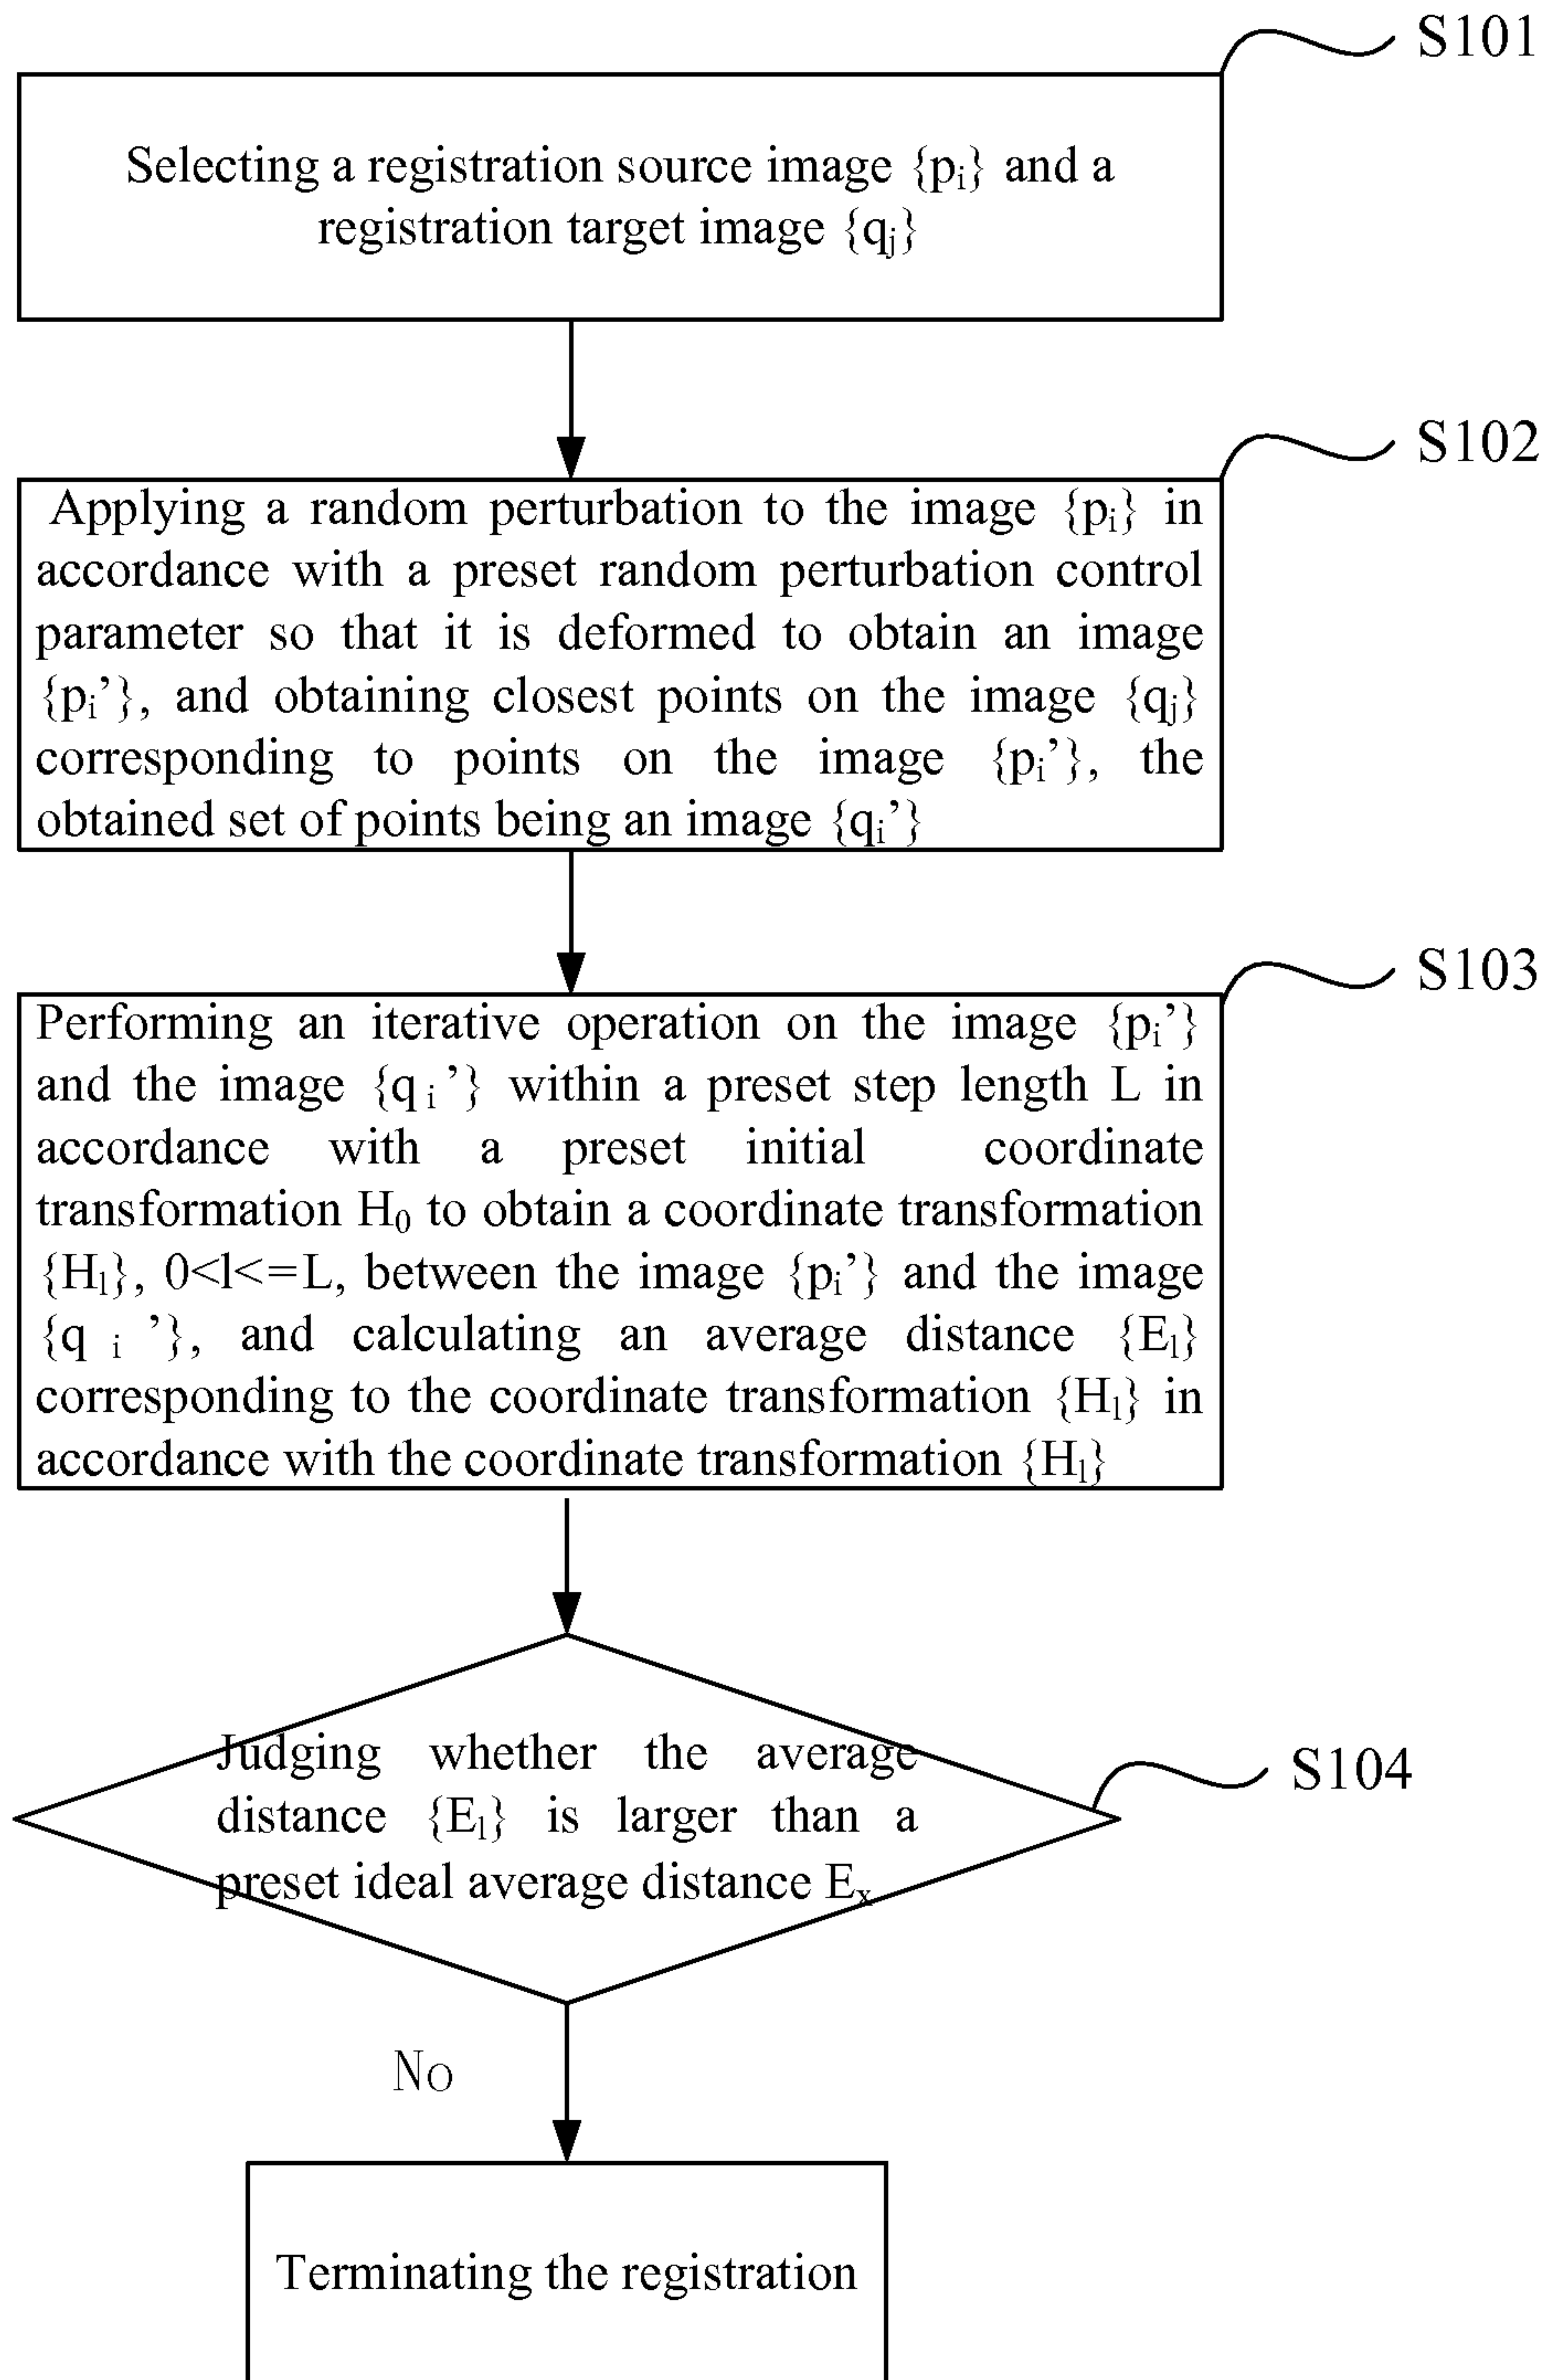 S101
Selecting a registration source image {pᵢ} and a
registration target image {qⱼ}
S102
Applying a random perturbation to the image {pᵢ} in
accordance with a preset random perturbation control
parameter so that it is deformed to obtain an image
{pᵢ’}, and obtaining closest points on the image {qⱼ}
corresponding to points on the image {pᵢ’}, the
obtained set of points being an image {qᵢ’}
S103
Performing an iterative operation on the image {pᵢ’}
and the image {qᵢ’} within a preset step length L in
accordance with a preset initial coordinate
transformation H₀ to obtain a coordinate transformation
{Hₗ}, 0<l<=L, between the image {pᵢ’} and the image
{qᵢ’}, and calculating an average distance {Eₗ}
corresponding to the coordinate transformation {Hₗ} in
accordance with the coordinate transformation {Hₗ}
Judging whether the average
S104
distance {Eₗ} is larger than a
preset ideal average distance Eₓ
No
Terminating the registration